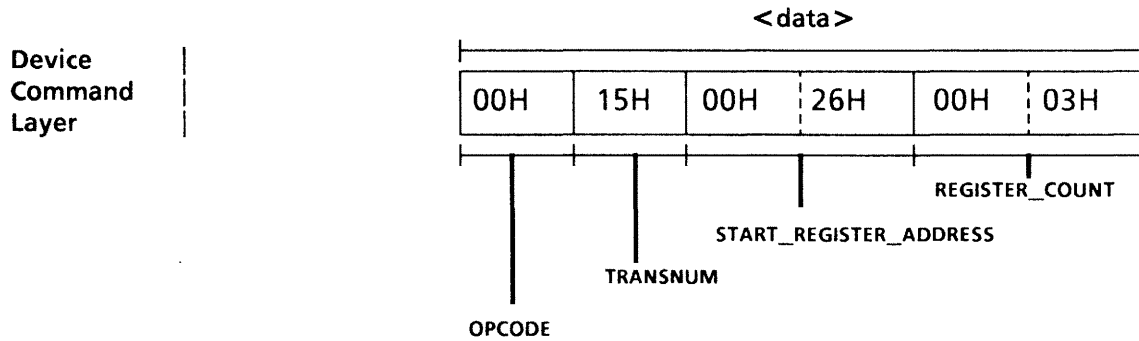 <data>
Device
Command
Layer
00H 15H 00H 26H 00H 03H
REGISTER_COUNT
START_REGISTER_ADDRESS
TRANSNUM
OPCODE